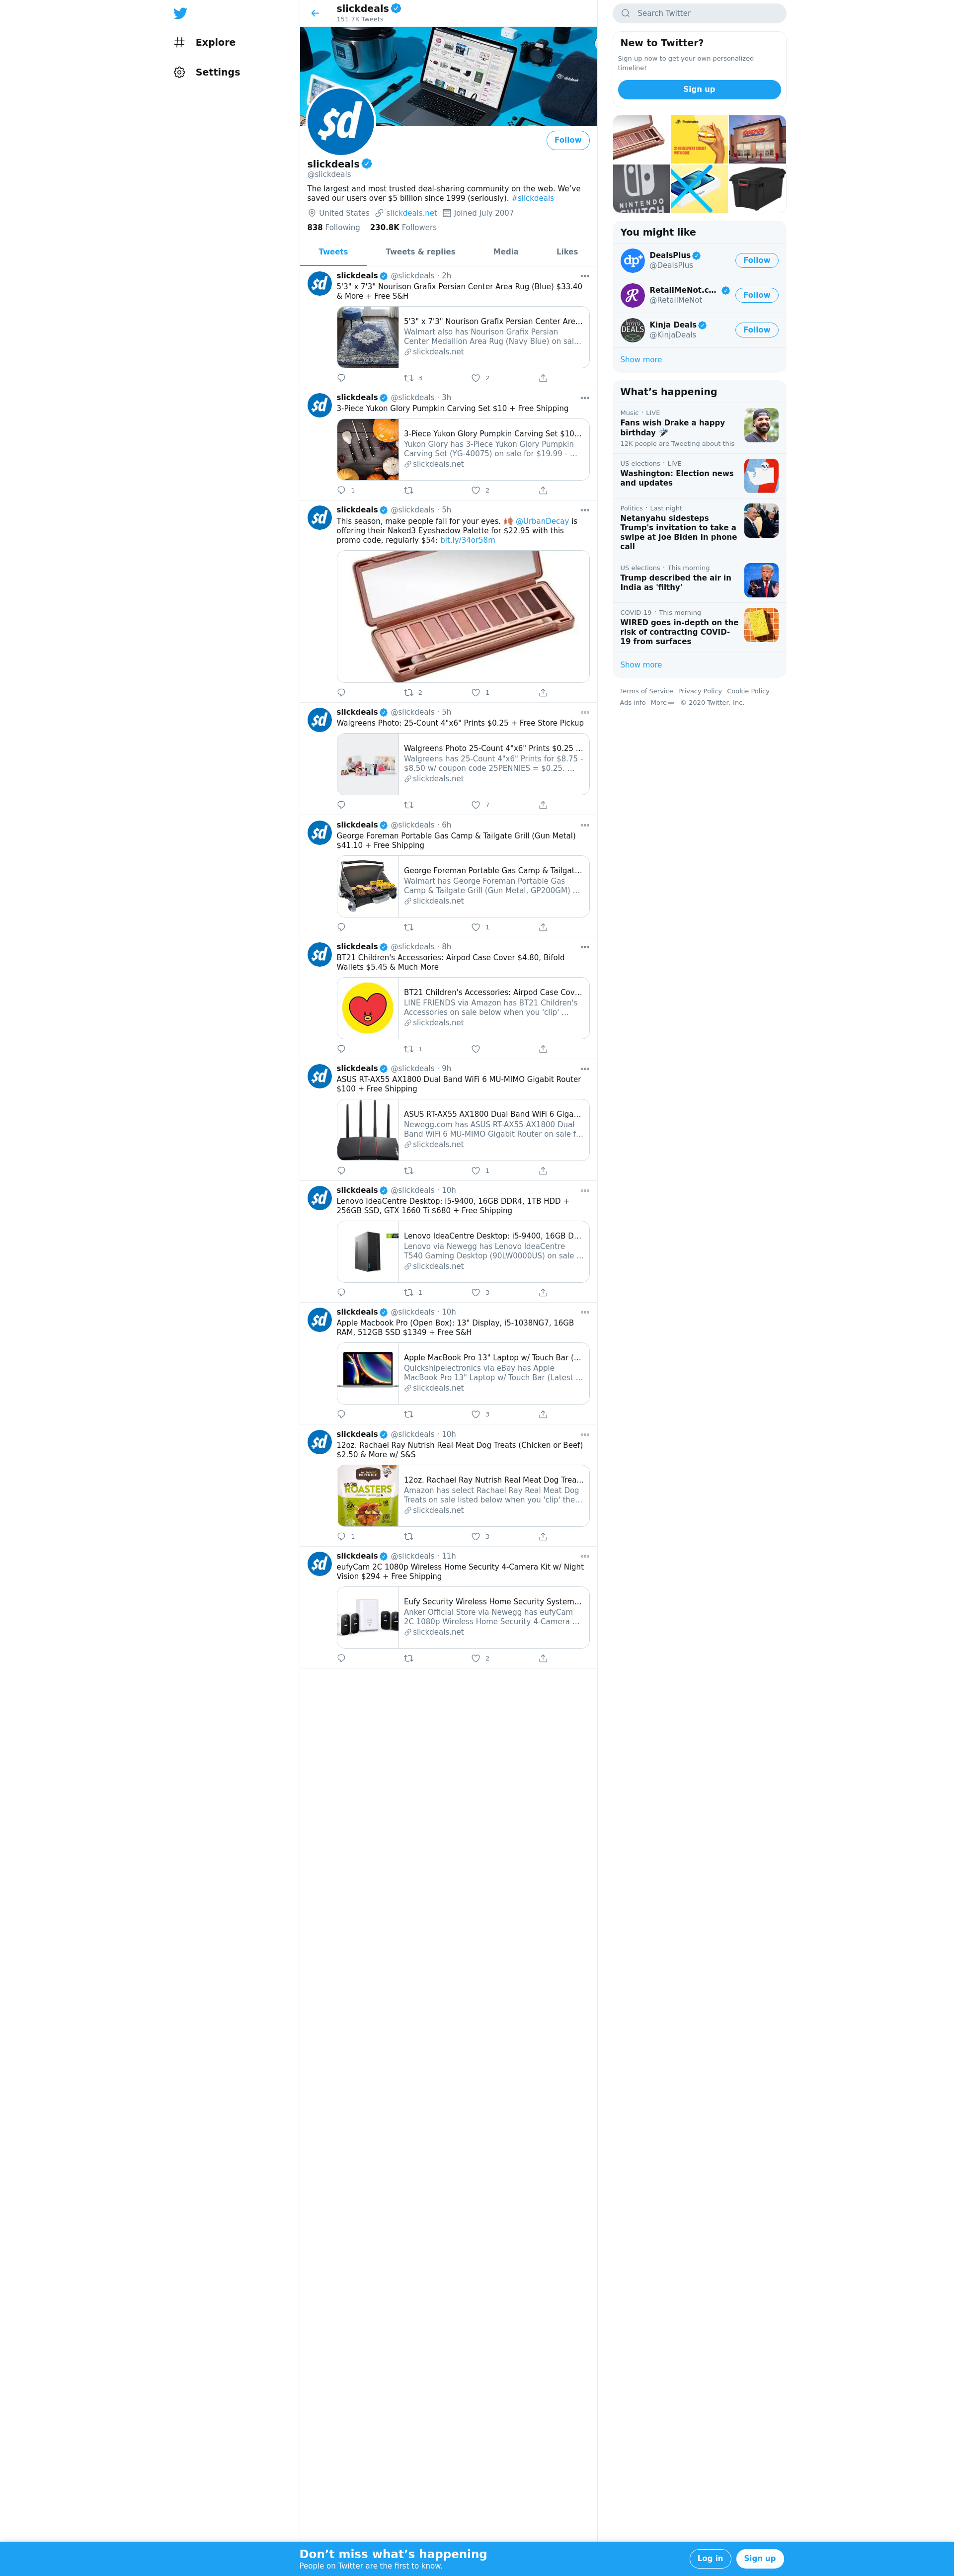 Explore
Settings
slickdeals
151.7K Tweets
$d
Follow
slickdeals
@slickdeals
The largest and most trusted deal-sharing community on the web. We've
saved our users over $5 billion since 1999 (seriously). #slickdeals
United States slickdeals.net Joined July 2007
838 Following 230.8K Followers
Tweets Tweets & replies Media Likes
slickdeals @slickdeals · 2h
5'3" x 7'3" Nourison Grafix Persian Center Area Rug (Blue) $33.40
& More + Free S&H
5'3" x 7'3" Nourison Grafix Persian Center Are...
Walmart also has Nourison Grafix Persian
Center Medallion Area Rug (Navy Blue) on sal...
slickdeals.net
3 2
slickdeals @slickdeals · 3h
3-Piece Yukon Glory Pumpkin Carving Set $10 + Free Shipping
3-Piece Yukon Glory Pumpkin Carving Set $10...
Yukon Glory has 3-Piece Yukon Glory Pumpkin
Carving Set (YG-40075) on sale for $19.99 - ...
slickdeals.net
1 2
slickdeals @slickdeals · 5h
This season, make people fall for your eyes. @UrbanDecay is
offering their Naked3 Eyeshadow Palette for $22.95 with this
promo code, regularly $54: bit.ly/34or58m
2 1
slickdeals @slickdeals · 5h
Walgreens Photo: 25-Count 4"x6" Prints $0.25 + Free Store Pickup
Walgreens Photo 25-Count 4"x6" Prints $0.25 ...
Walgreens has 25-Count 4"x6" Prints for $8.75 -
$8.50 w/ coupon code 25PENNIES = $0.25. ...
slickdeals.net
7
slickdeals @slickdeals · 6h
George Foreman Portable Gas Camp & Tailgate Grill (Gun Metal)
$41.10 + Free Shipping
George Foreman Portable Gas Camp & Tailgat...
Walmart has George Foreman Portable Gas
Camp & Tailgate Grill (Gun Metal, GP200GM) ...
slickdeals.net
1
slickdeals @slickdeals · 8h
BT21 Children's Accessories: Airpod Case Cover $4.80, Bifold
Wallets $5.45 & Much More
BT21 Children's Accessories: Airpod Case Cov...
LINE FRIENDS via Amazon has BT21 Children's
Accessories on sale below when you 'clip' ...
slickdeals.net
1
slickdeals @slickdeals · 9h
ASUS RT-AX55 AX1800 Dual Band WiFi 6 MU-MIMO Gigabit Router
$100 + Free Shipping
ASUS RT-AX55 AX1800 Dual Band WiFi 6 Giga...
Newegg.com has ASUS RT-AX55 AX1800 Dual
Band WiFi 6 MU-MIMO Gigabit Router on sale f...
slickdeals.net
1
slickdeals @slickdeals · 10h
Lenovo IdeaCentre Desktop: i5-9400, 16GB DDR4, 1TB HDD +
256GB SSD, GTX 1660 Ti $680 + Free Shipping
Lenovo IdeaCentre Desktop: i5-9400, 16GB D...
Lenovo via Newegg has Lenovo IdeaCentre
T540 Gaming Desktop (90LW0000US) on sale ...
slickdeals.net
1 3
slickdeals @slickdeals · 10h
Apple Macbook Pro (Open Box): 13" Display, i5-1038NG7, 16GB
RAM, 512GB SSD $1349 + Free S&H
Apple MacBook Pro 13" Laptop w/ Touch Bar (...
Quickshipelectronics via eBay has Apple
MacBook Pro 13" Laptop w/ Touch Bar (Latest ...
slickdeals.net
3
slickdeals @slickdeals · 10h
12oz. Rachael Ray Nutrish Real Meat Dog Treats (Chicken or Beef)
$2.50 & More w/ S&S
NUTRISH
ROASTERS
12oz. Rachael Ray Nutrish Real Meat Dog Trea...
Amazon has select Rachael Ray Real Meat Dog
Treats on sale listed below when you 'clip' the...
slickdeals.net
1 3
slickdeals @slickdeals · 11h
eufyCam 2C 1080p Wireless Home Security 4-Camera Kit w/ Night
Vision $294 + Free Shipping
Eufy Security Wireless Home Security System...
Anker Official Store via Newegg has eufyCam
2C 1080p Wireless Home Security 4-Camera ...
slickdeals.net
2
Search Twitter
New to Twitter?
Sign up now to get your own personalized
timeline!
Sign up
COSTCO
NINTENDO
SWITCH
You might like
dp
DealsPlus
@DealsPlus
Follow
R
RetailMeNot.c...
@RetailMeNot
Follow
DEALS
Kinja Deals
@KinjaDeals
Follow
Show more
What's happening
Music · LIVE
Fans wish Drake a happy
birthday
12K people are Tweeting about this
US elections · LIVE
Washington: Election news
and updates
Politics · Last night
Netanyahu sidesteps
Trump's invitation to take a
swipe at Joe Biden in phone
call
US elections · This morning
Trump described the air in
India as 'filthy'
COVID-19 · This morning
WIRED goes in-depth on the
risk of contracting COVID-
19 from surfaces
Show more
Terms of Service Privacy Policy Cookie Policy
Ads info More © 2020 Twitter, Inc.
Don't miss what's happening
People on Twitter are the first to know.
Log in Sign up